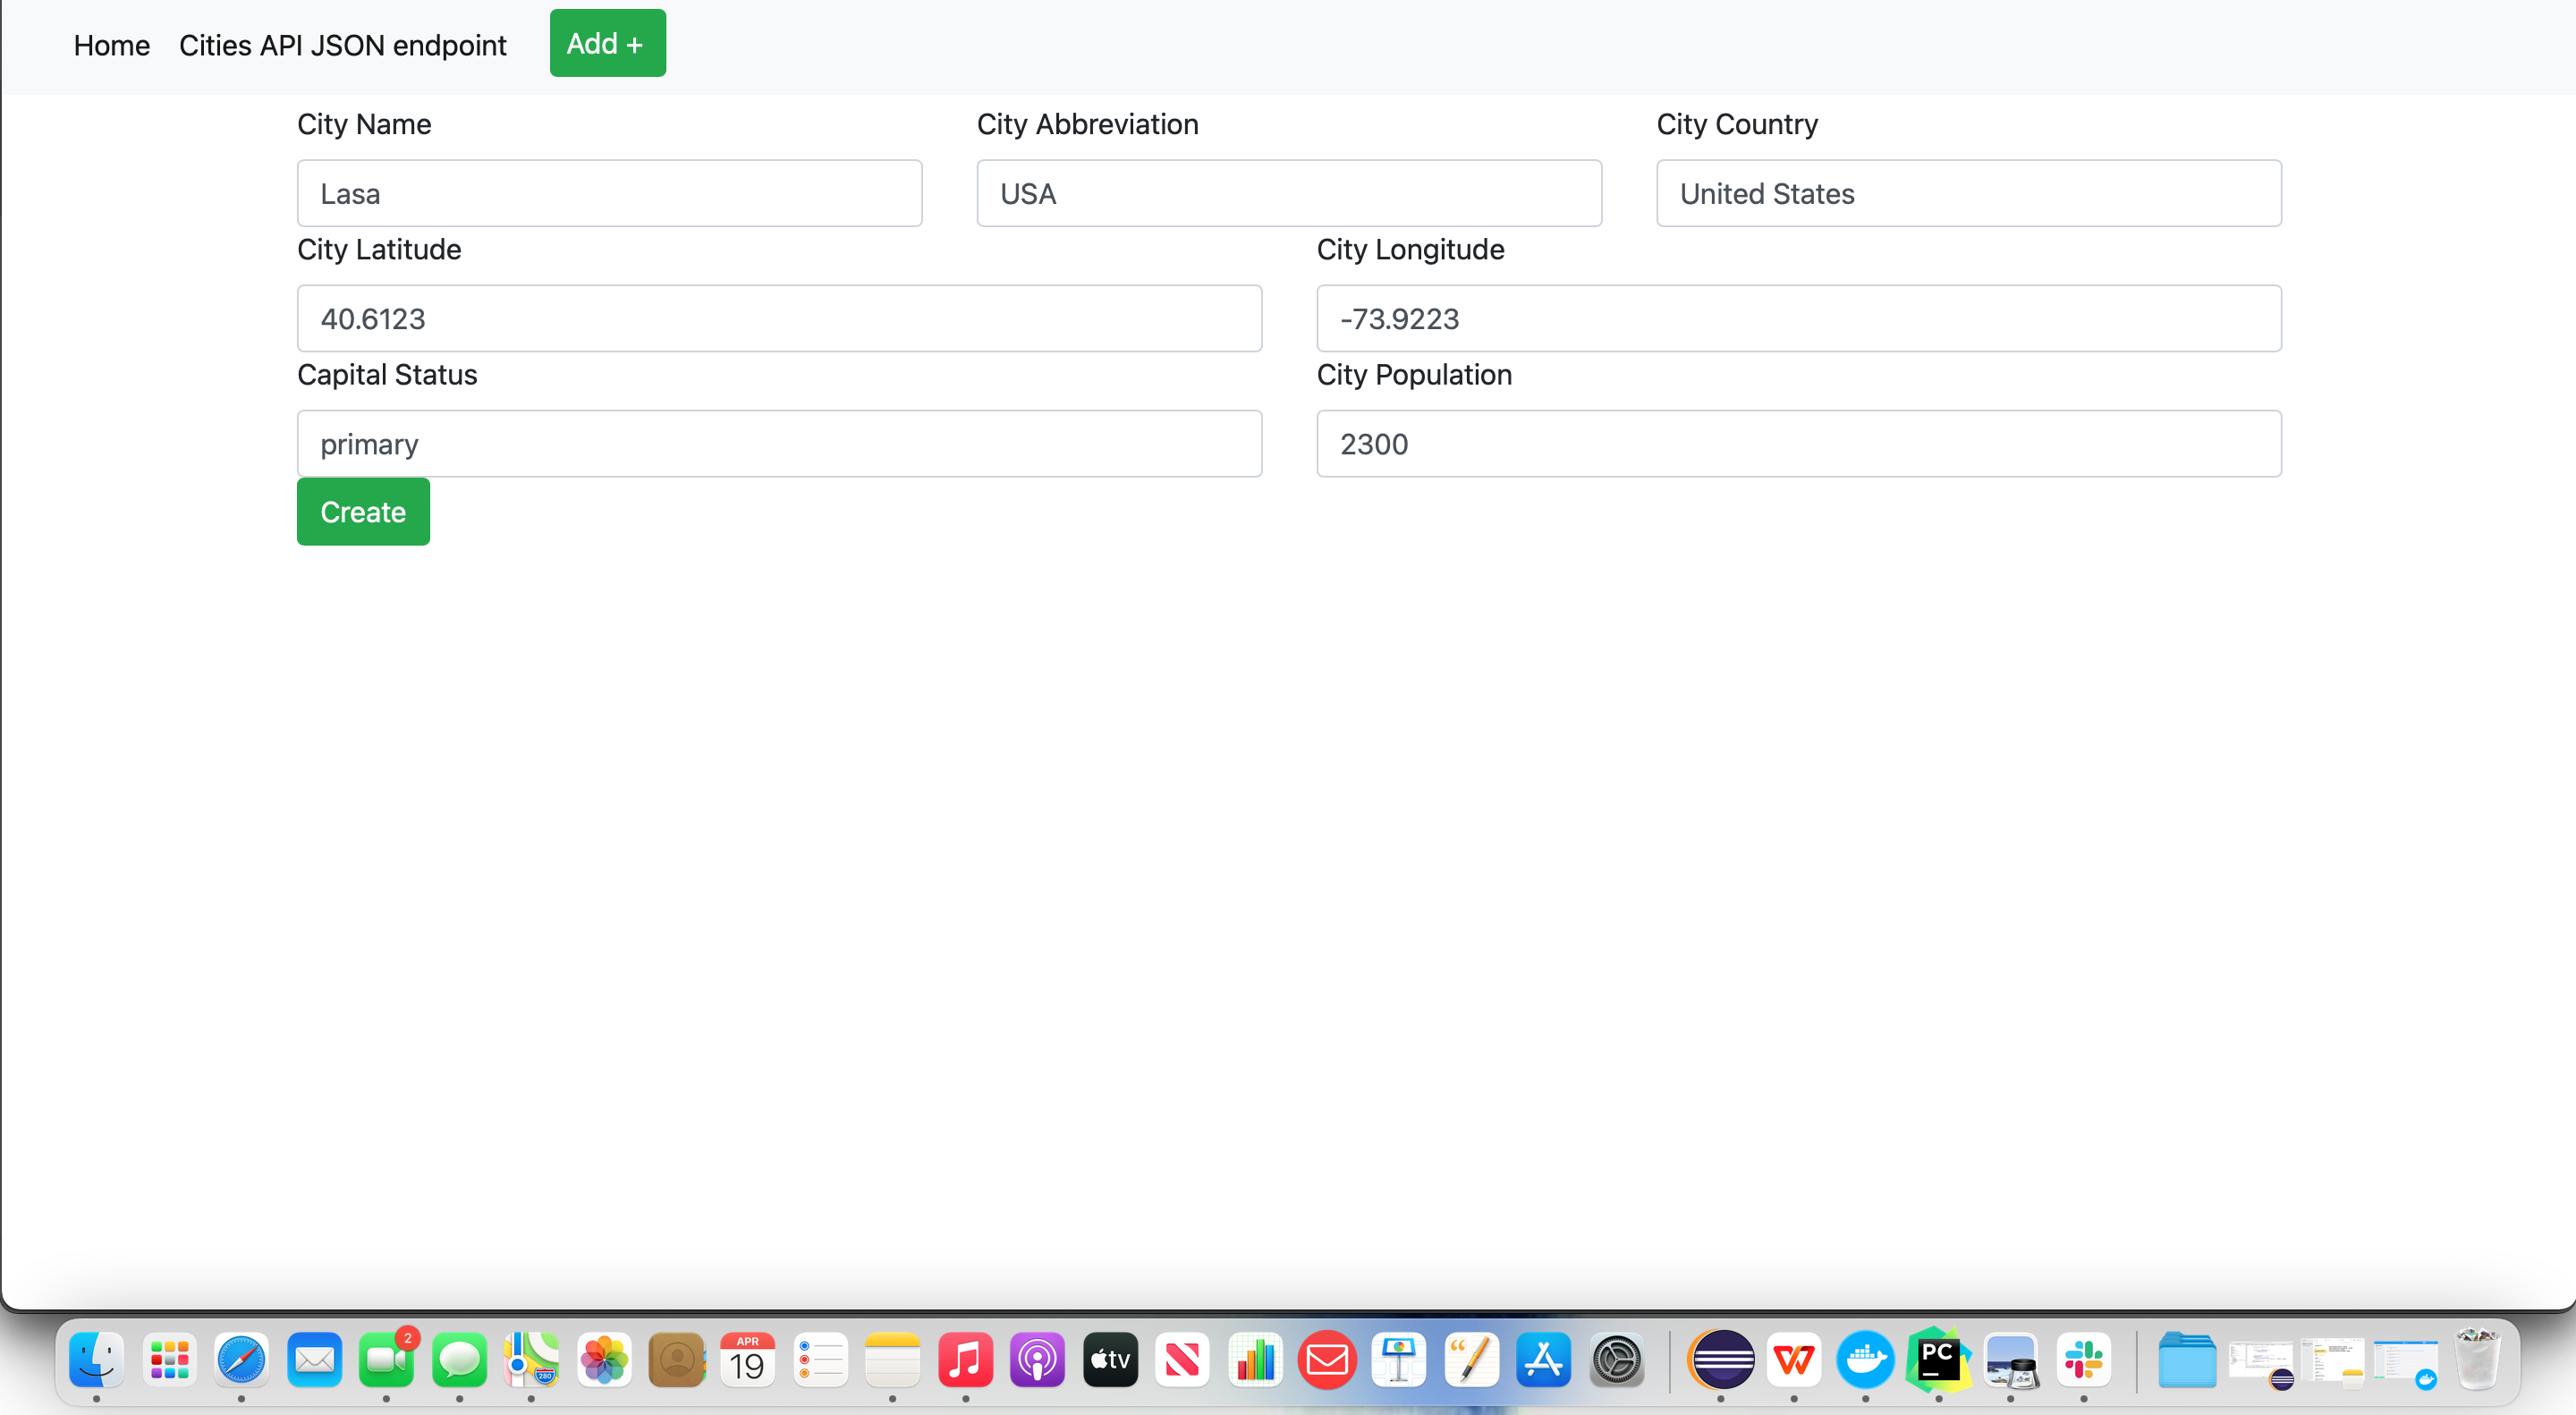 Home Cities API JSON endpoint Add +
City Name City Abbreviation City Country
Lasa USA United States
City Latitude City Longitude
40.6123 -73.9223
Capital Status City Population
primary 2300
Create
2
APR
19
280
tv
PC